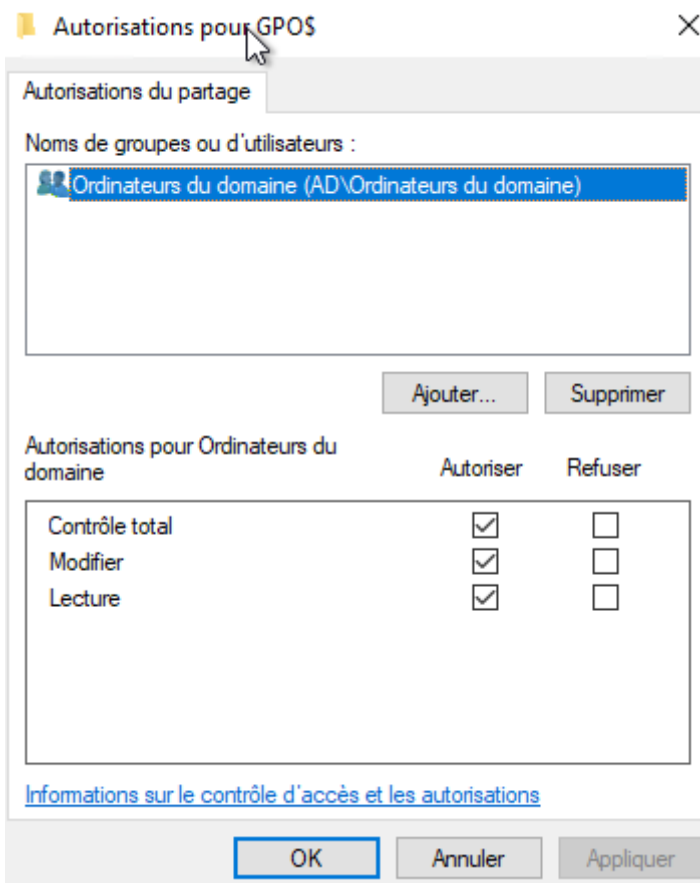 Autorisations pour GPO$
Autorisations du partage
Noms de groupes ou d'utilisateurs :
Ordinateurs du domaine (AD\Ordinateurs du domaine)
Ajouter...
Supprimer
Autorisations pour Ordinateurs du
domaine
Autoriser
Refuser
Contrôle total
Modifier
Lecture
Informations sur le contrôle d'accès et les autorisations
OK
Annuler
Appliquer